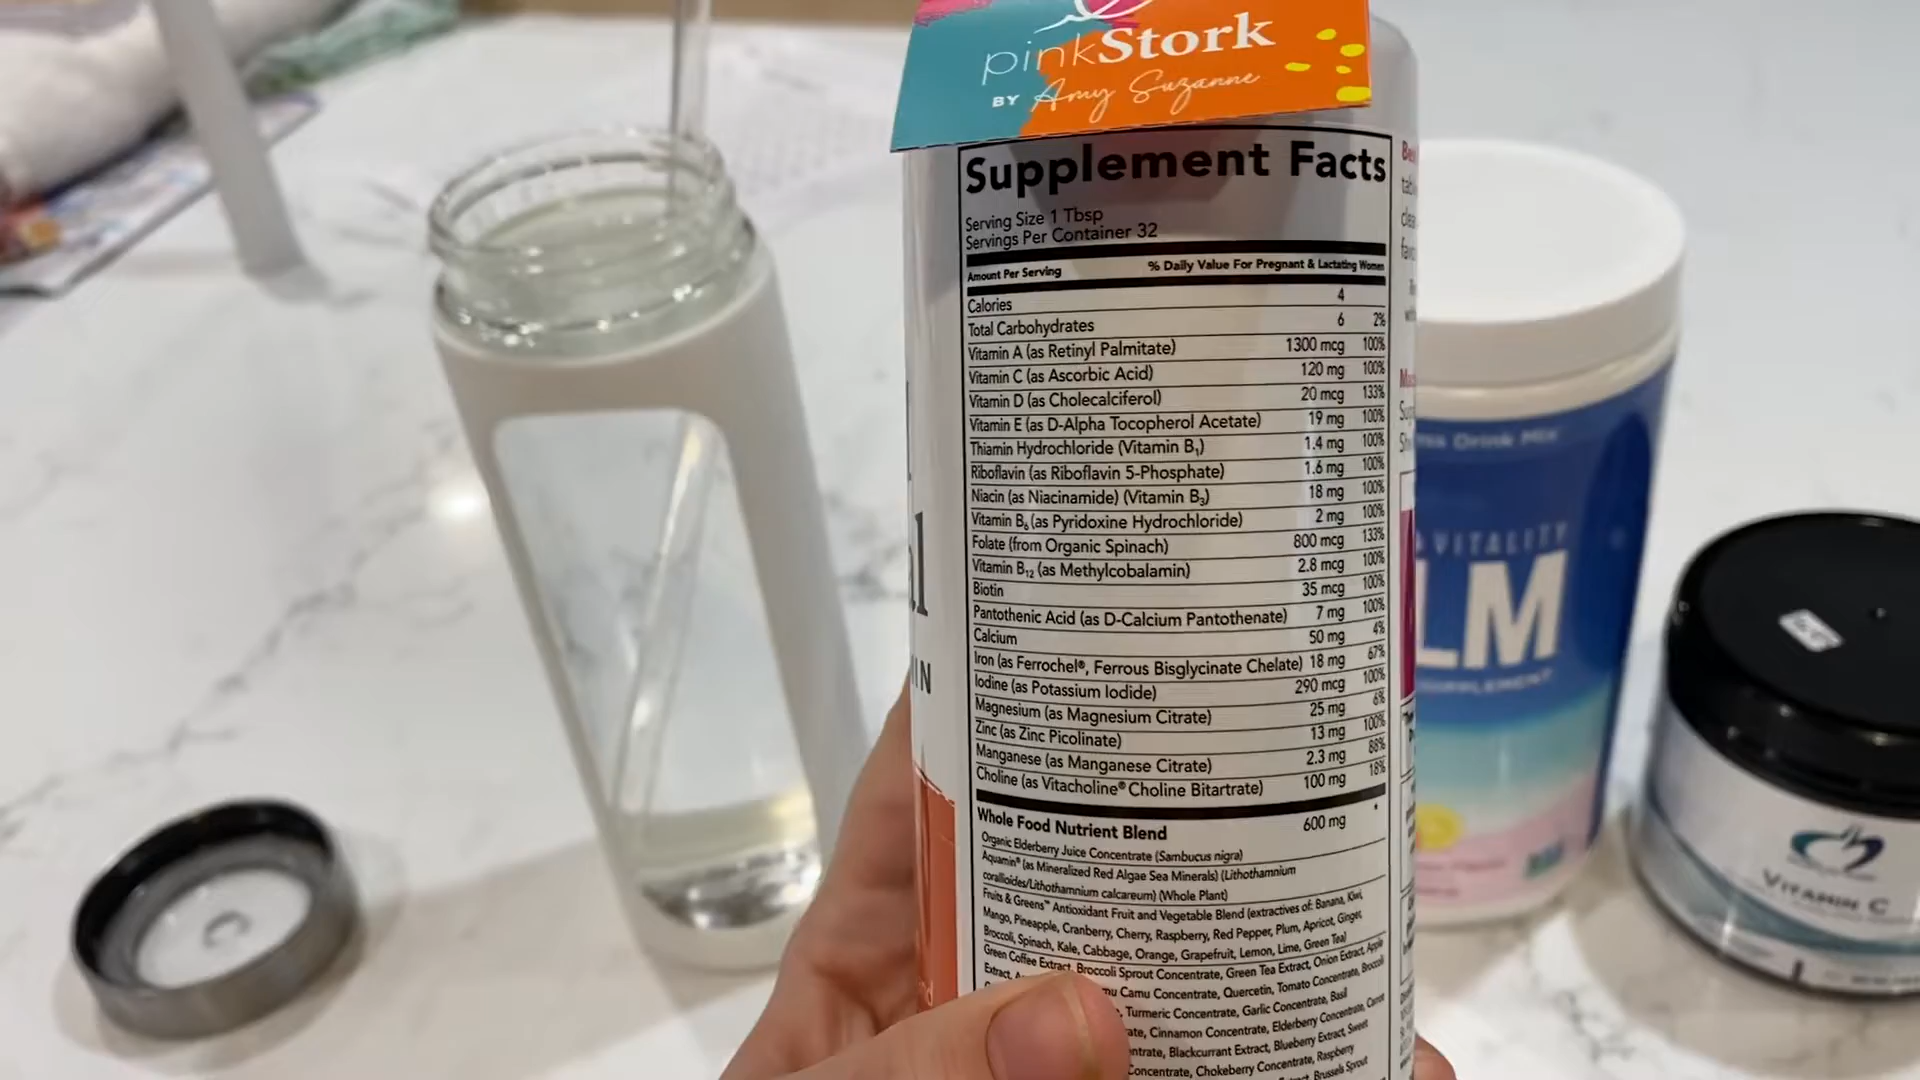 pinkStork
BY Amy Suzanne
Supplement Facts
Serving Size 1 Tbsp
Servings Per Container 32
Amount Per Serving % Daily Value For Pregnant & Lactating Women
Calories 4
Total Carbohydrates 6 2%
Vitamin A (as Retinyl Palmitate) 1300 mcg 100%
Vitamin C (as Ascorbic Acid) 120 mg 100%
Vitamin D (as Cholecalciferol) 20 mcg 133%
Vitamin E (as D-Alpha Tocopherol Acetate) 19 mg 100%
Thiamin Hydrochloride (Vitamin B₁) 1.4 mg 100%
Riboflavin (as Riboflavin 5-Phosphate) 1.6 mg 100%
Niacin (as Niacinamide) (Vitamin B₃) 18 mg 100%
Vitamin B₆ (as Pyridoxine Hydrochloride) 2 mg 100%
Folate (from Organic Spinach) 800 mcg 133%
Vitamin B₁₂ (as Methylcobalamin) 2.8 mcg 100%
Biotin 35 mcg 100%
Pantothenic Acid (as D-Calcium Pantothenate) 7 mg 100%
Calcium 50 mg 4%
Iron (as Ferrochel®, Ferrous Bisglycinate Chelate) 18 mg 67%
Iodine (as Potassium Iodide) 290 mcg 100%
Magnesium (as Magnesium Citrate) 25 mg 6%
Zinc (as Zinc Picolinate) 13 mg 100%
Manganese (as Manganese Citrate) 2.3 mg 88%
Choline (as Vitacholine® Choline Bitartrate) 100 mg 18%
Whole Food Nutrient Blend 600 mg *
Organic Elderberry Juice Concentrate (Sambucus nigra)
Aquamin® (as Mineralized Red Algae Sea Minerals) (Lithothamnium
corallioides/Lithothamnium calcareum) (Whole Plant)
Fruits & Greens™ Antioxidant Fruit and Vegetable Blend (extractives of: Banana, Kiwi,
Mango, Pineapple, Cranberry, Cherry, Raspberry, Red Pepper, Plum, Apricot, Ginger,
Broccoli, Spinach, Kale, Cabbage, Orange, Grapefruit, Lemon, Lime, Green Tea)
Green Coffee Extract, Broccoli Sprout Concentrate, Green Tea Extract, Onion Extract, Apple
Extract, Camu Concentrate, Quercetin, Tomato Concentrate, Broccoli
Turmeric Concentrate, Garlic Concentrate, Basil
Cinnamon Concentrate, Elderberry Concentrate, Carrot
Blackcurrant Extract, Blueberry Extract, Sweet
Concentrate, Chokeberry Concentrate, Raspberry
Brussels Sprout
Drink Mix
VITALITY
LM
SUPPLEMENT
VITAMIN C